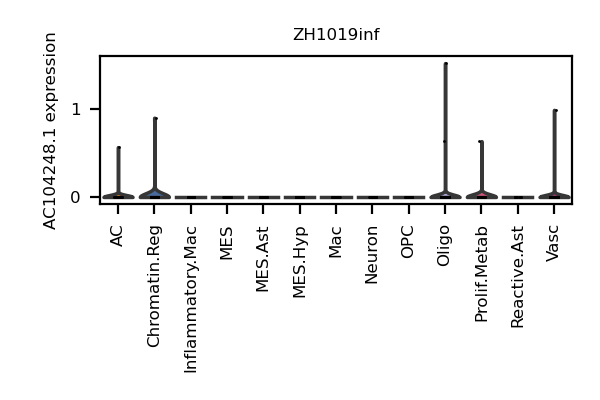 ZH1019inf
AC104248.1 expression
1
0
AC
Chromatin.Reg
Inflammatory.Mac
MES
MES.Ast
MES.Hyp
Mac
Neuron
OPC
Oligo
Prolif.Metab
Reactive.Ast
Vasc